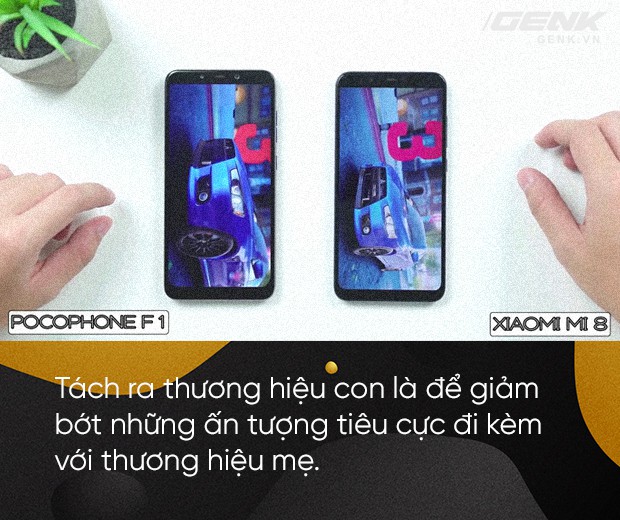 GENK
GENK.VN
3
POCOPHONE F1
XIAOMI MI 8
Tách ra thương hiệu con là để giảm
bớt những ấn tượng tiêu cực đi kèm
với thương hiệu mẹ.